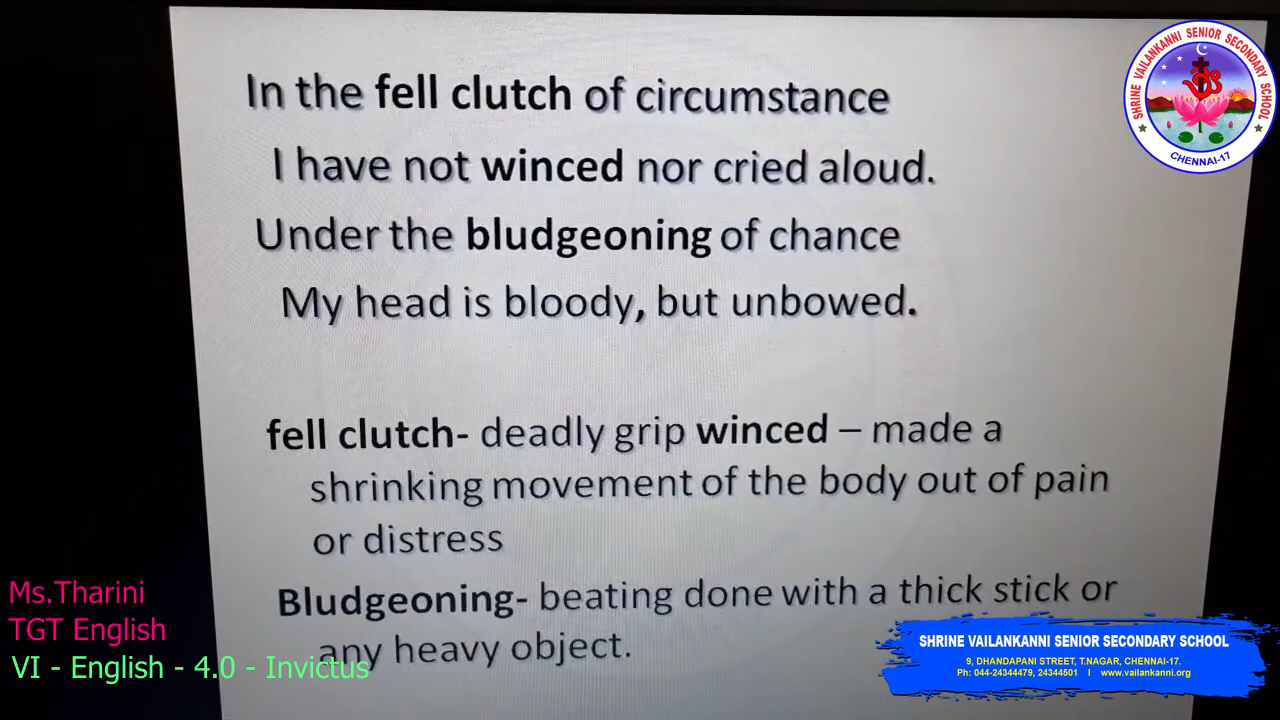 In the fell clutch of circumstance
I have not winced nor cried aloud.
Under the bludgeoning of chance
My head is bloody, but unbowed.
fell clutch- deadly grip winced – made a
shrinking movement of the body out of pain
or distress
Bludgeoning- beating done with a thick stick or
any heavy object.
Ms.Tharini
TGT English
VI - English - 4.0 - Invictus
SHRINE VAILANKANNI SENIOR SECONDARY SCHOOL
CHENNAI-17
SHRINE VAILANKANNI SENIOR SECONDARY SCHOOL
9, DHANDAPANI STREET, T.NAGAR, CHENNAI-17.
Ph: 044-24344479, 24344501 I www.vailankanni.org